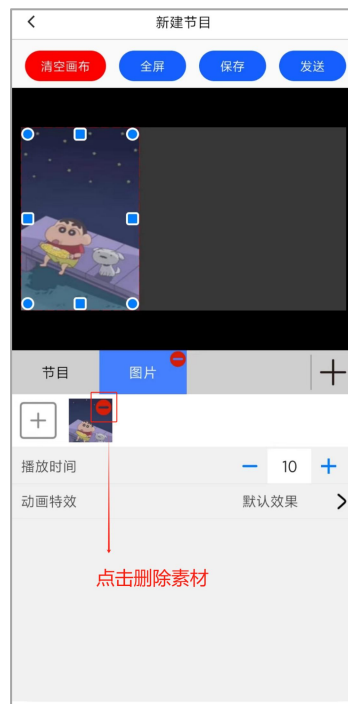 新建节目
清空画布 全屏 保存 发送
节目 图片
播放时间 10
动画特效 默认效果
点击删除素材